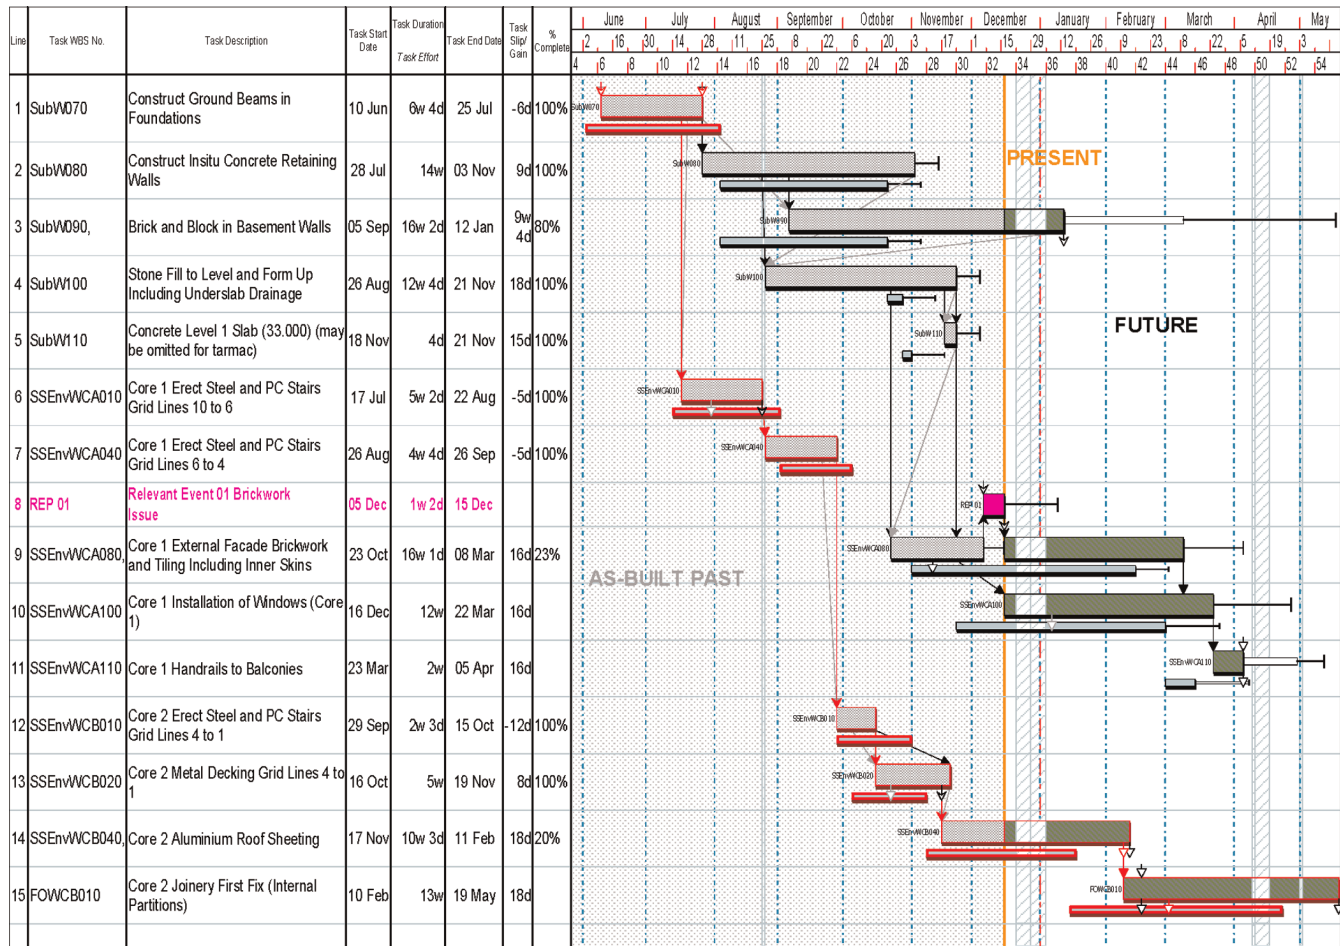 Line Task WBS No. Task Description Task Start Date Task Duration Task Effort Task End Date Task Slip/ Gain % Complete
June July August September October November December January February March April May
2 16 30 14 28 11 25 8 22 6 20 3 17 1 15 29 12 26 9 23 8 22 5 19 3
4 6 8 10 12 14 16 18 20 22 24 26 28 30 32 34 36 38 40 42 44 46 48 50 52 54
1 SubW070 Construct Ground Beams in Foundations 10 Jun 6w 4d 25 Jul -6d 100%
SubW070
2 SubW080 Construct Insitu Concrete Retaining Walls 28 Jul 14w 03 Nov 9d 100%
SubW080
PRESENT
3 SubW090, Brick and Block in Basement Walls 05 Sep 16w 2d 12 Jan 9w 4d 80%
SubW090
4 SubW100 Stone Fill to Level and Form Up Including Underslab Drainage 26 Aug 12w 4d 21 Nov 18d 100%
SubW100
5 SubW110 Concrete Level 1 Slab (33.000) (may be omitted for tarmac) 18 Nov 4d 21 Nov 15d 100%
SubW110
FUTURE
6 SSEnvWCA010 Core 1 Erect Steel and PC Stairs Grid Lines 10 to 6 17 Jul 5w 2d 22 Aug -5d 100%
SSEnvWCA010
7 SSEnvWCA040 Core 1 Erect Steel and PC Stairs Grid Lines 6 to 4 26 Aug 4w 4d 26 Sep -5d 100%
SSEnvWCA040
8 REP 01 Relevant Event 01 Brickwork Issue 05 Dec 1w 2d 15 Dec
REP 01
9 SSEnvWCA080, Core 1 External Facade Brickwork and Tiling Including Inner Skins 23 Oct 16w 1d 08 Mar 16d 23%
SSEnvWCA080
AS-BUILT PAST
10 SSEnvWCA100 Core 1 Installation of Windows (Core 1) 16 Dec 12w 22 Mar 16d
SSEnvWCA100
11 SSEnvWCA110 Core 1 Handrails to Balconies 23 Mar 2w 05 Apr 16d
SSEnvWCA110
12 SSEnvWCB010 Core 2 Erect Steel and PC Stairs Grid Lines 4 to 1 29 Sep 2w 3d 15 Oct -12d 100%
SSEnvWCB010
13 SSEnvWCB020 Core 2 Metal Decking Grid Lines 4 to 1 16 Oct 5w 19 Nov 8d 100%
SSEnvWCB020
14 SSEnvWCB040, Core 2 Aluminium Roof Sheeting 17 Nov 10w 3d 11 Feb 18d 20%
SSEnvWCB040
15 FOWCB010 Core 2 Joinery First Fix (Internal Partitions) 10 Feb 13w 19 May 18d
FOWCB010